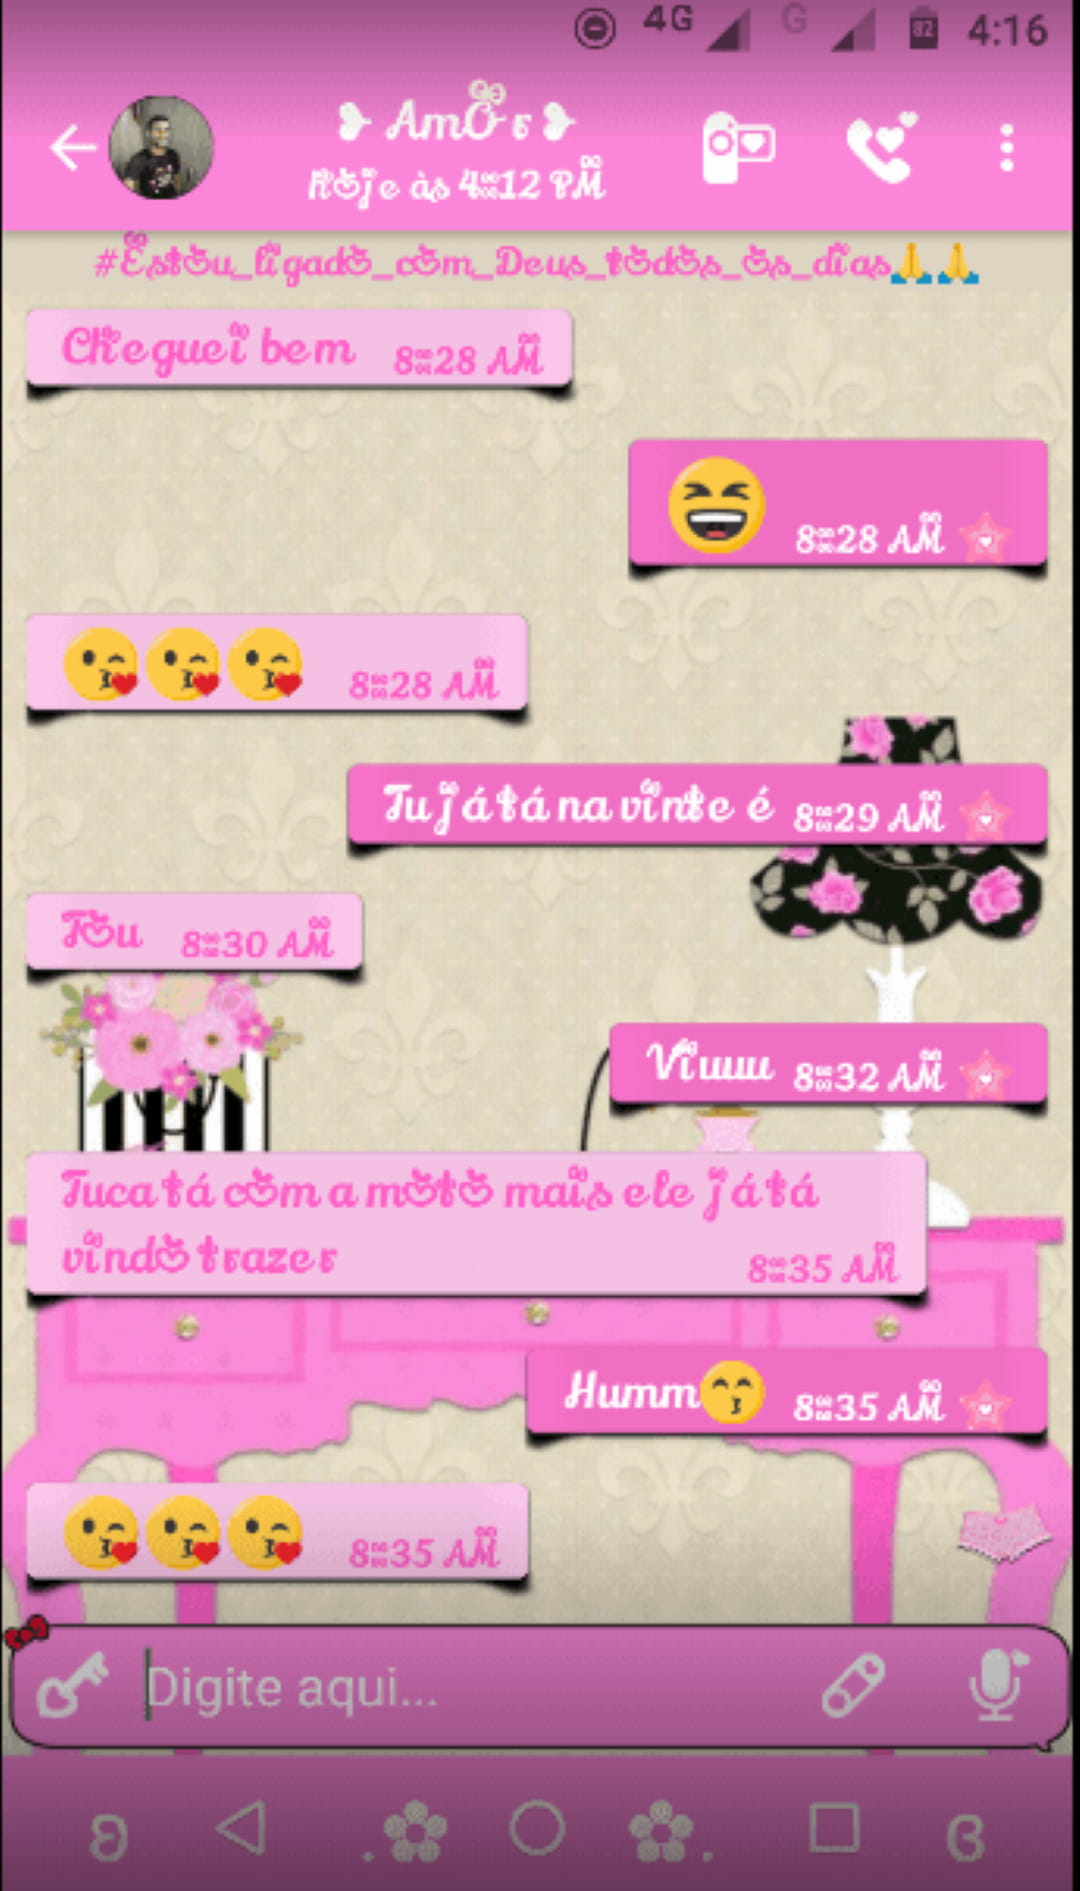 4G G 82 4:16
❥ AmOr ❥
Hoje às 4:12 PM
#Estou_ligado_com_Deus_todos_os_dias🙏🙏
Cheguei bem 8:28 AM
😆 8:28 AM
😘😘😘 8:28 AM
Tu já tá na vinte é 8:29 AM
Tou 8:30 AM
Viuuu 8:32 AM
Tuca tá com a moto mais ele já tá
vindo trazer 8:35 AM
Humm😙 8:35 AM
😘😘😘 8:35 AM
Digite aqui...